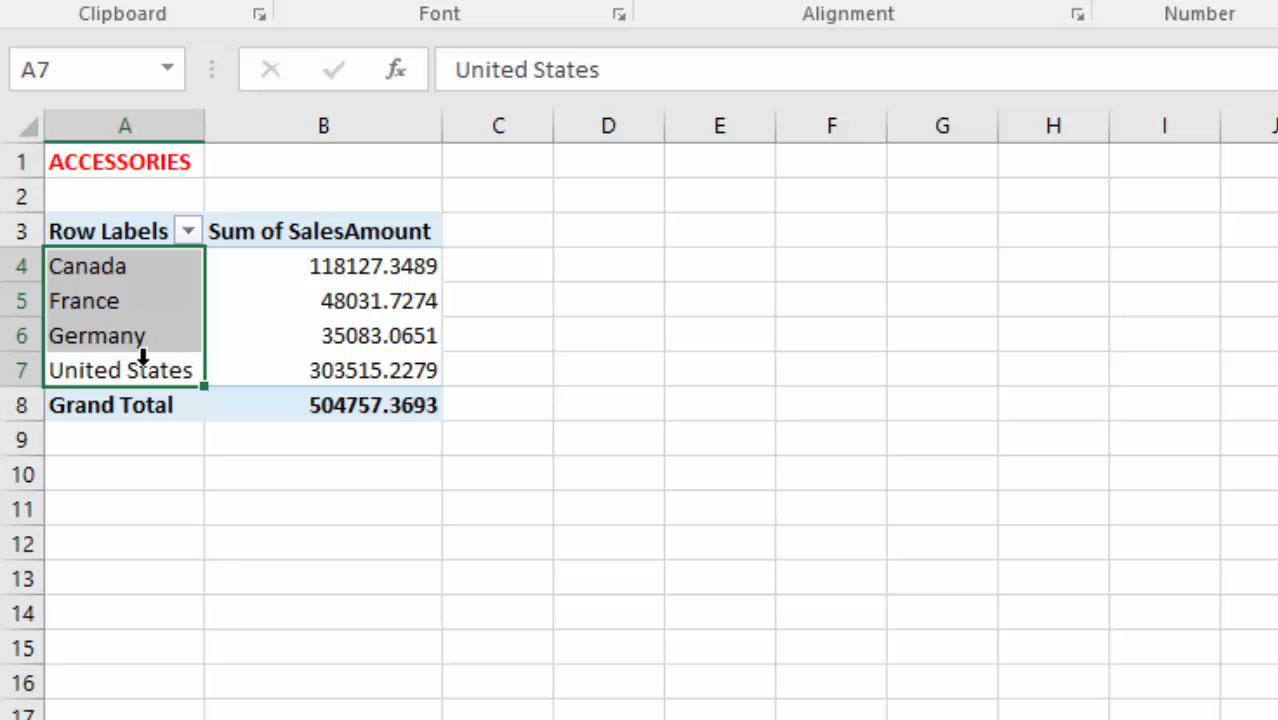 Clipboard Font Alignment Number
A7 fx United States
A B C D E F G H I J
1 ACCESSORIES
2
3 Row Labels Sum of SalesAmount
4 Canada 118127.3489
5 France 48031.7274
6 Germany 35083.0651
7 United States 303515.2279
8 Grand Total 504757.3693
9
10
11
12
13
14
15
16
17